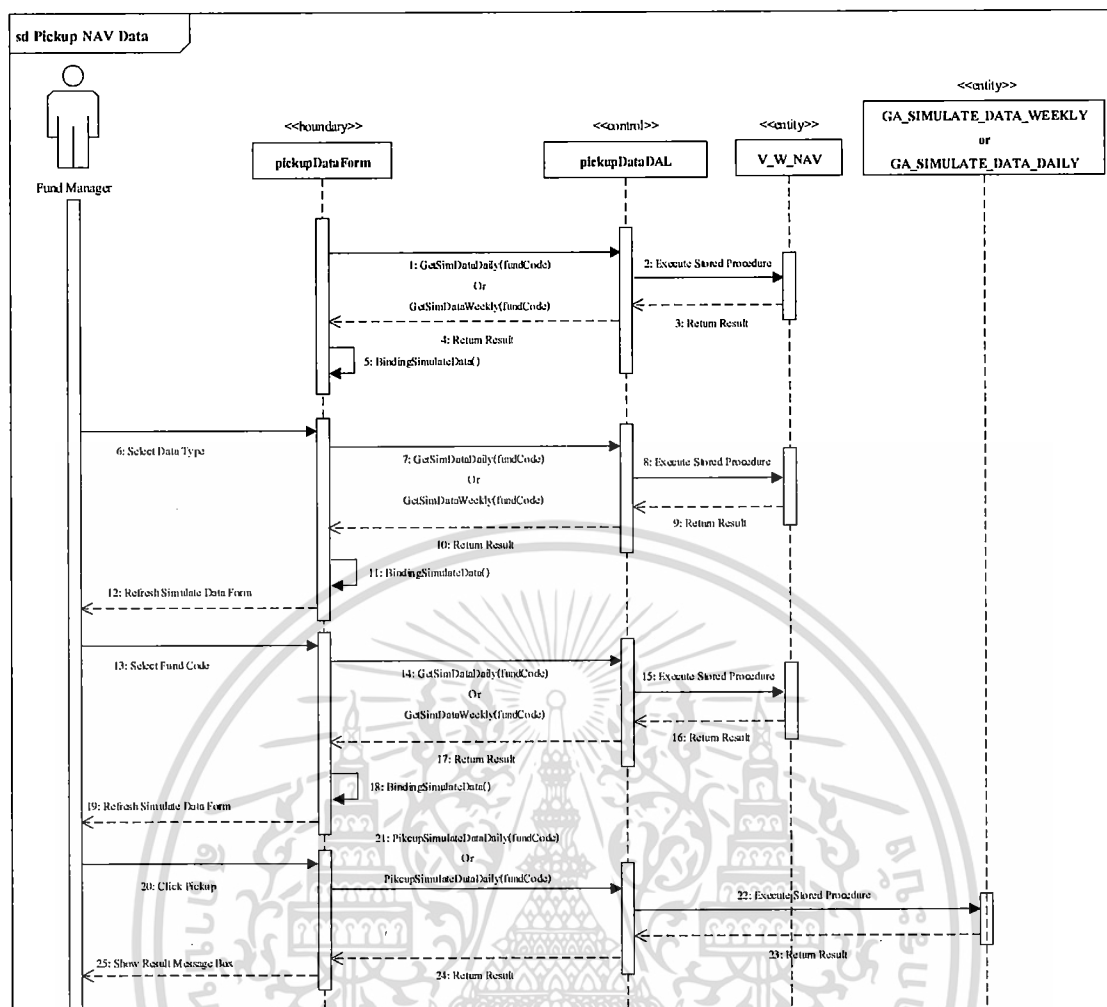 sd Pickup NAV Data
Fund Manager
<<boundary>>
pickupDataForm
<<control>>
pickupDataDAL
<<entity>>
V_W_NAV
<<entity>>
GA_SIMULATE_DATA_WEEKLY
or
GA_SIMULATE_DATA_DAILY
1: GetSimDataDaily(fundCode)
Or
GetSimDataWeekly(fundCode)
2: Execute Stored Procedure
3: Return Result
4: Return Result
5: BindingSimulateData()
6: Select Data Type
7: GetSimDataDaily(fundCode)
Or
GetSimDataWeekly(fundCode)
8: Execute Stored Procedure
9: Return Result
10: Return Result
11: BindingSimulateData()
12: Refresh Simulate Data Form
13: Select Fund Code
14: GetSimDataDaily(fundCode)
Or
GetSimDataWeekly(fundCode)
15: Execute Stored Procedure
16: Return Result
17: Return Result
18: BindingSimulateData()
19: Refresh Simulate Data Form
20: Click Pickup
21: PikcupSimulateDataDaily(fundCode)
Or
PikcupSimulateDataDaily(fundCode)
22: Execute Stored Procedure
23: Return Result
24: Return Result
25: Show Result Message Box